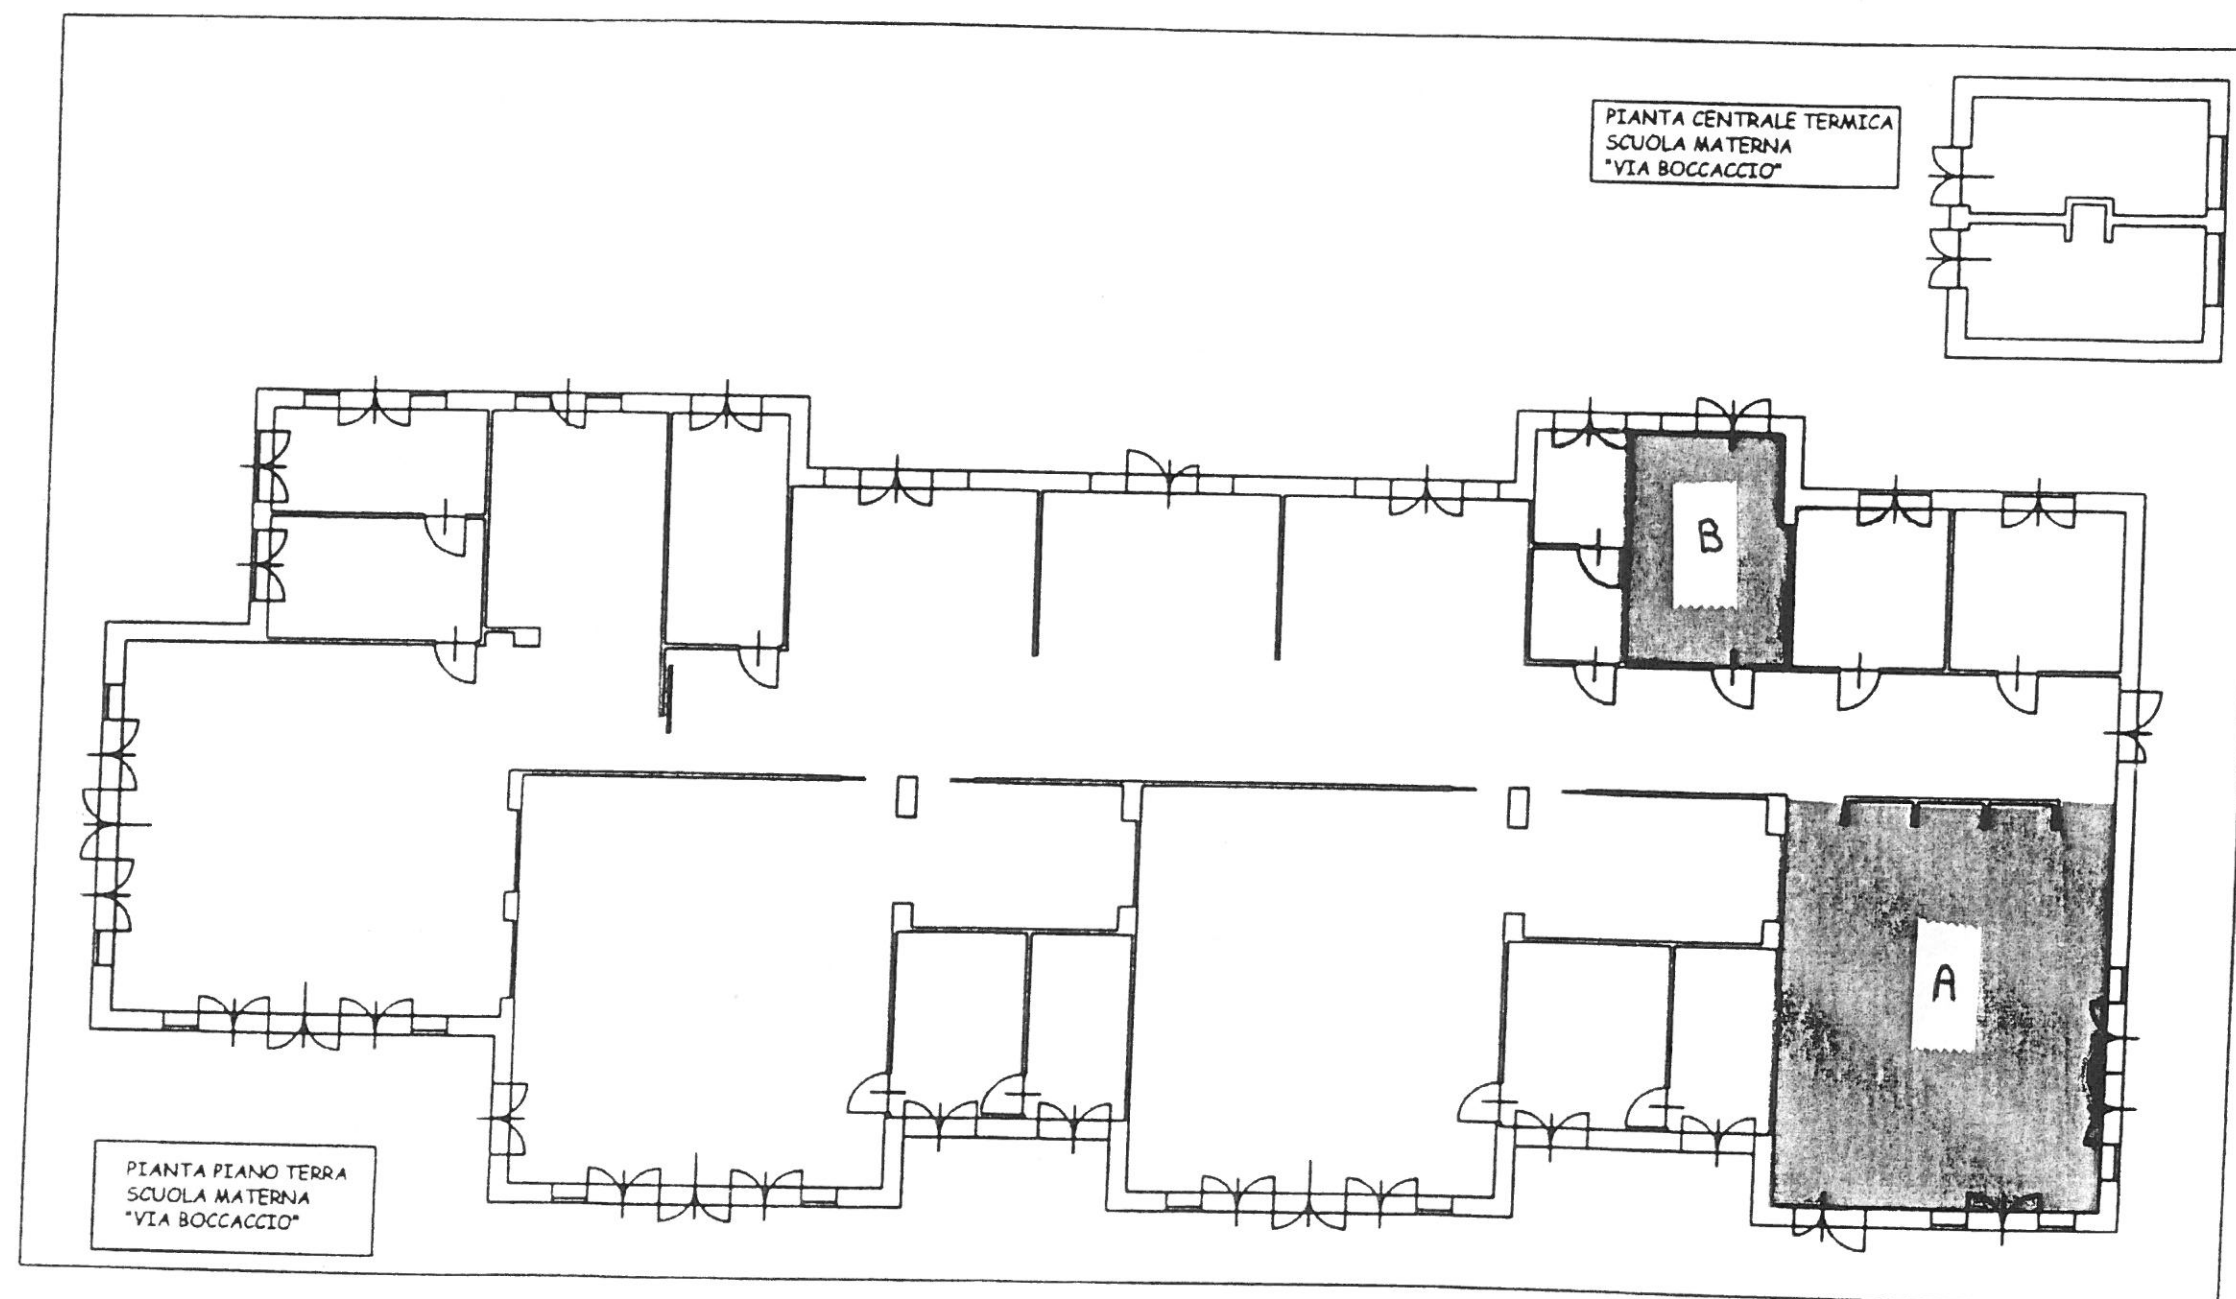 PIANTA CENTRALE TERMICA
SCUOLA MATERNA
"VIA BOCCACCIO"
B
A
PIANTA PIANO TERRA
SCUOLA MATERNA
"VIA BOCCACCIO"